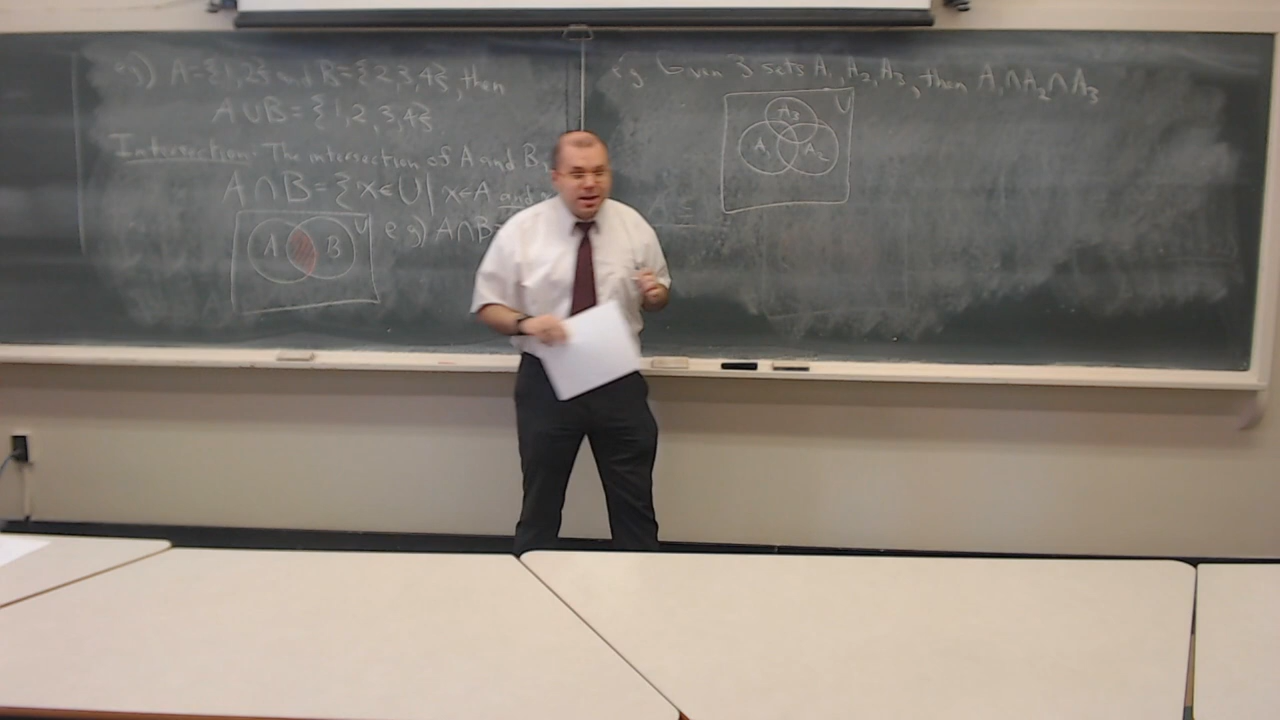 e.g) A={1,2} and B={2,3,4}, then
A∪B={1,2,3,4}
Intersection: The intersection of A and B,
A∩B={x∈U|x∈A and
A B U
e.g) A∩B=
e.g Given 3 sets A₁, A₂, A₃, then A₁∩A₂∩A₃
U
A₃
A₁ A₂